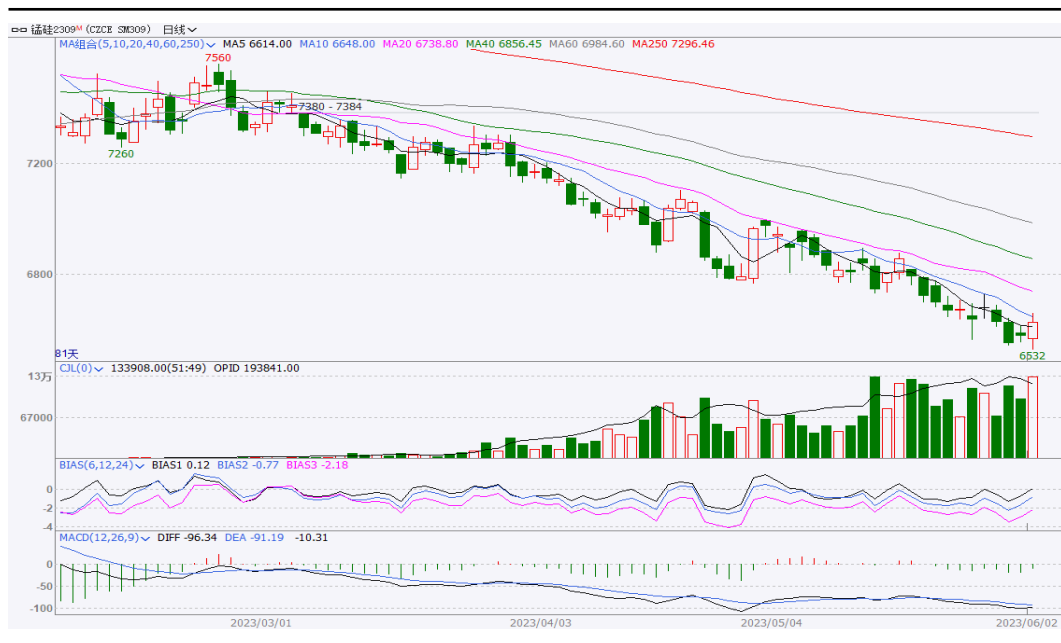 锰硅2309ᴹ (CZCE SM309) 日线
MA组合(5,10,20,40,60,250) MA5 6614.00 MA10 6648.00 MA20 6738.80 MA40 6856.45 MA60 6984.60 MA250 7296.46
7560
7380 - 7384
7260
7200
6800
6532
81天
CJL(0) 133908.00(51:49) OPID 193841.00
13万
67000
BIAS(6,12,24) BIAS1 0.12 BIAS2 -0.77 BIAS3 -2.18
0
-2
-4
MACD(12,26,9) DIFF -96.34 DEA -91.19 -10.31
0
-50
-100
2023/03/01 2023/04/03 2023/05/04 2023/06/02